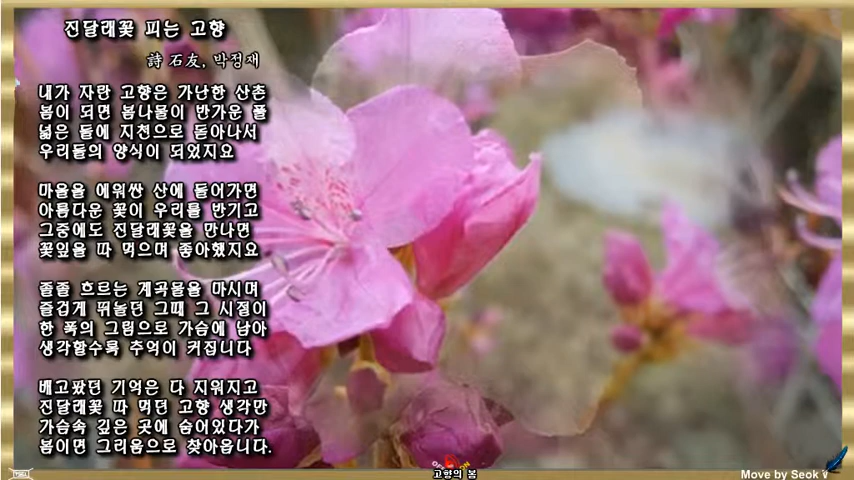 진달래꽃 피는 고향
詩 石友, 박정재
내가 자란 고향은 가난한 산촌
봄이 되면 봄나물이 반가운 풀
넓은 들에 지천으로 돋아나서
우리들의 양식이 되었지요
마을을 에워싼 산에 들어가면
아름다운 꽃이 우리를 반기고
그중에도 진달래꽃을 만나면
꽃잎을 따 먹으며 좋아했지요
졸졸 흐르는 계곡물을 마시며
즐겁게 뛰놀던 그때 그 시절이
한 폭의 그림으로 가슴에 남아
생각할수록 추억이 커집니다
배고팠던 기억은 다 지워지고
진달래꽃 따 먹던 고향 생각만
가슴속 깊은 곳에 숨어있다가
봄이면 그리움으로 찾아옵니다.
고향의 봄
Move by Seok